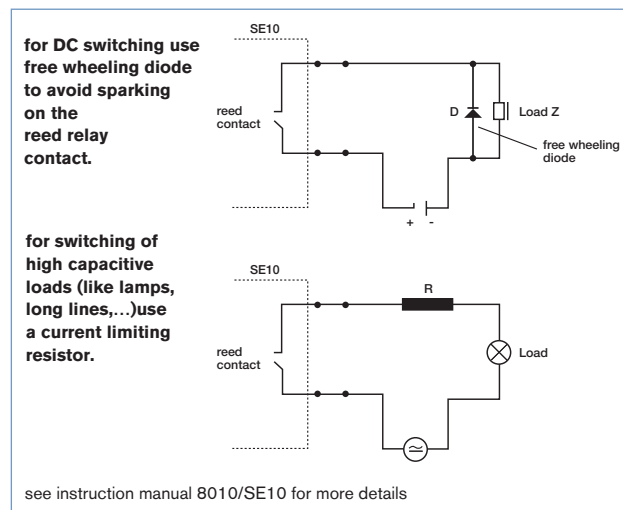 for DC switching use
free wheeling diode
to avoid sparking
on the
reed relay
contact.
SE10
reed
contact
D
Load Z
free wheeling
diode
+ -
for switching of
high capacitive
loads (like lamps,
long lines,...)use
a current limiting
resistor.
SE10
R
reed
contact
Load
see instruction manual 8010/SE10 for more details